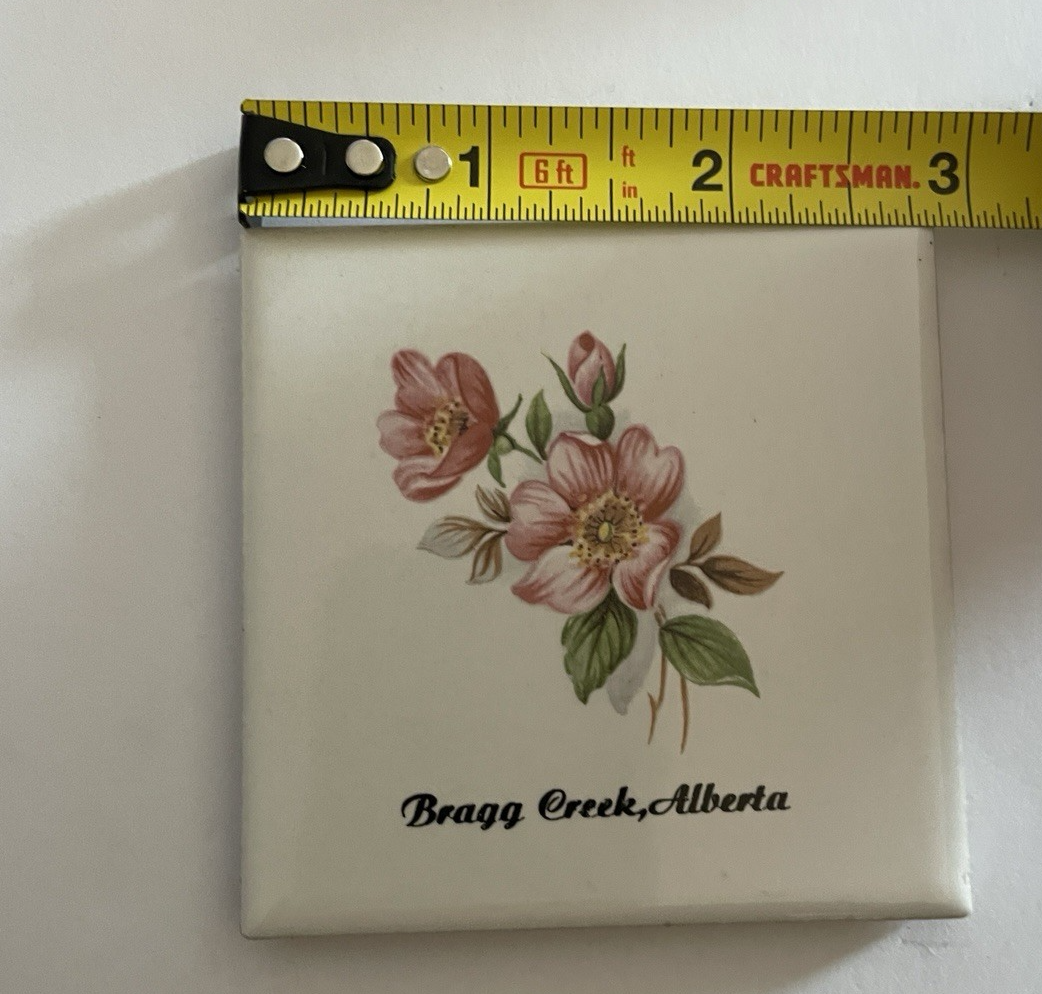 1 6 ft ft 2 CRAFTSMAN. 3
in
Bragg Creek, Alberta